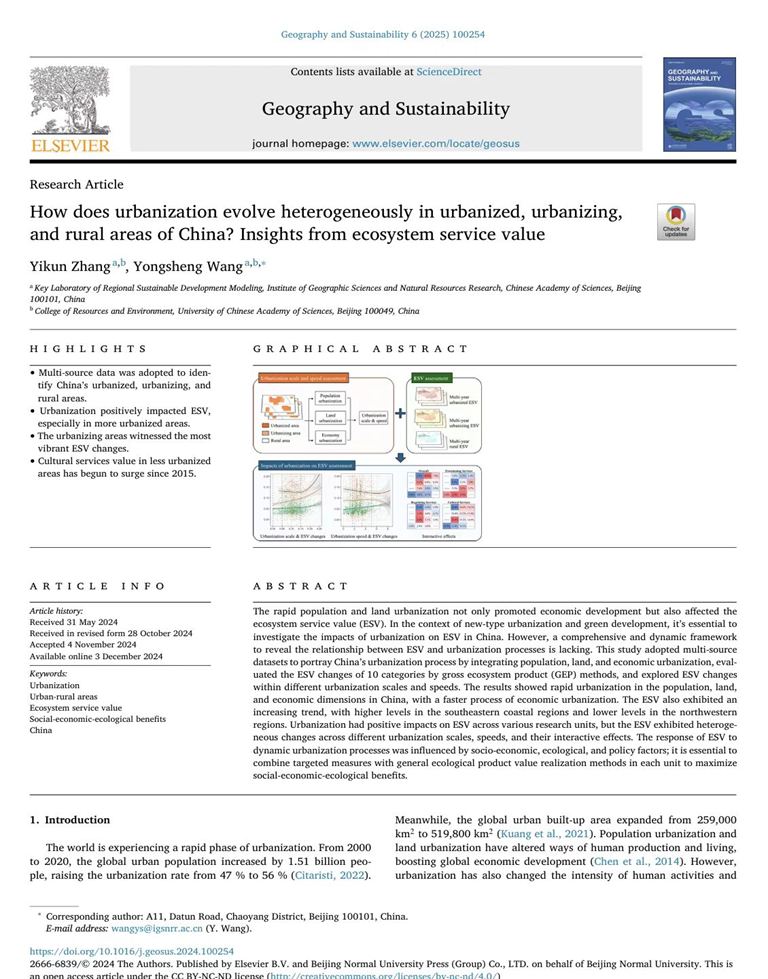 Geography and Sustainability 6 (2025) 100254
Contents lists available at ScienceDirect
Geography and Sustainability
journal homepage: www.elsevier.com/locate/geosus
ELSEVIER
GEOGRAPHY AND
SUSTAINABILITY
Research Article
How does urbanization evolve heterogeneously in urbanized, urbanizing,
and rural areas of China? Insights from ecosystem service value
Check for
updates
Yikun Zhang a,b, Yongsheng Wang a,b,*
a Key Laboratory of Regional Sustainable Development Modeling, Institute of Geographic Sciences and Natural Resources Research, Chinese Academy of Sciences, Beijing
100101, China
b College of Resources and Environment, University of Chinese Academy of Sciences, Beijing 100049, China
HIGHLIGHTS
• Multi-source data was adopted to iden-
tify China's urbanized, urbanizing, and
rural areas.
• Urbanization positively impacted ESV,
especially in more urbanized areas.
• The urbanizing areas witnessed the most
vibrant ESV changes.
• Cultural services value in less urbanized
areas has begun to surge since 2015.
GRAPHICAL ABSTRACT
Urbanization scale and speed assessment
Urbanized area
Urbanizing area
Rural area
Population
urbanization
Land
urbanization
Economy
urbanization
Urbanization
scale & speed
ESV assessment
Multi-year
urbanized ESV
Multi-year
urbanizing ESV
Multi-year
rural ESV
Impacts of urbanization on ESV assessment
Urbanization scale & ESV changes
Urbanization speed & ESV changes
Interactive effects
ARTICLE INFO
Article history:
Received 31 May 2024
Received in revised form 28 October 2024
Accepted 4 November 2024
Available online 3 December 2024
Keywords:
Urbanization
Urban-rural areas
Ecosystem service value
Social-economic-ecological benefits
China
ABSTRACT
The rapid population and land urbanization not only promoted economic development but also affected the
ecosystem service value (ESV). In the context of new-type urbanization and green development, it's essential to
investigate the impacts of urbanization on ESV in China. However, a comprehensive and dynamic framework
to reveal the relationship between ESV and urbanization processes is lacking. This study adopted multi-source
datasets to portray China's urbanization process by integrating population, land, and economic urbanization, eval-
uated the ESV changes of 10 categories by gross ecosystem product (GEP) methods, and explored ESV changes
within different urbanization scales and speeds. The results showed rapid urbanization in the population, land,
and economic dimensions in China, with a faster process of economic urbanization. The ESV also exhibited an
increasing trend, with higher levels in the southeastern coastal regions and lower levels in the northwestern
regions. Urbanization had positive impacts on ESV across various research units, but the ESV exhibited heteroge-
neous changes across different urbanization scales, speeds, and their interactive effects. The response of ESV to
dynamic urbanization processes was influenced by socio-economic, ecological, and policy factors; it is essential to
combine targeted measures with general ecological product value realization methods in each unit to maximize
social-economic-ecological benefits.
1. Introduction
The world is experiencing a rapid phase of urbanization. From 2000
to 2020, the global urban population increased by 1.51 billion peo-
ple, raising the urbanization rate from 47 % to 56 % (Citaristi, 2022).
Meanwhile, the global urban built-up area expanded from 259,000
km² to 519,800 km² (Kuang et al., 2021). Population urbanization and
land urbanization have altered ways of human production and living,
boosting global economic development (Chen et al., 2014). However,
urbanization has also changed the intensity of human activities and
* Corresponding author: A11, Datun Road, Chaoyang District, Beijing 100101, China.
E-mail address: wangys@igsnrr.ac.cn (Y. Wang).
https://doi.org/10.1016/j.geosus.2024.100254
2666-6839/© 2024 The Authors. Published by Elsevier B.V. and Beijing Normal University Press (Group) Co., LTD. on behalf of Beijing Normal University. This is
an open access article under the CC BY-NC-ND license (http://creativecommons.org/licenses/by-nc-nd/4.0/)